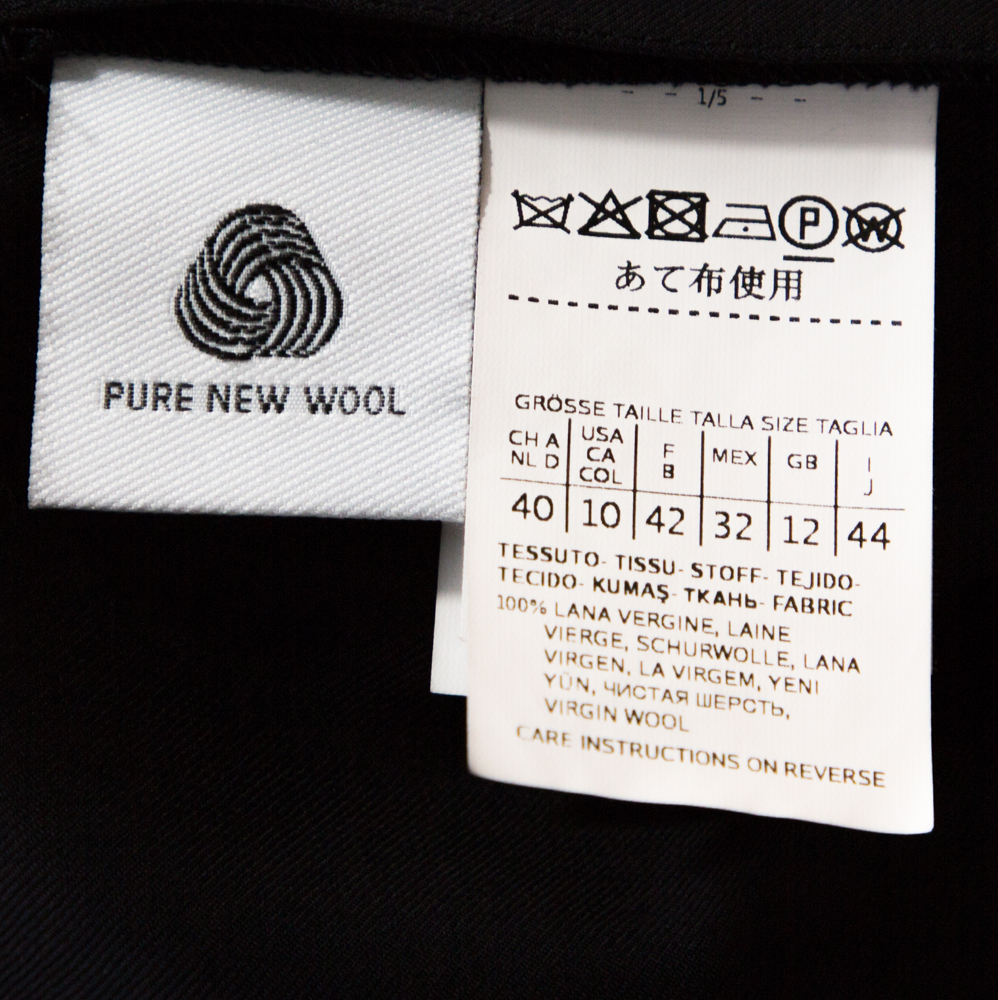 PURE NEW WOOL
1/5
P
W
あて布使用
GRÖSSE TAILLE TALLA SIZE TAGLIA
CH A NL D
USA CA COL
F B
MEX
GB
I J
40 10 42 32 12 44
TESSUTO- TISSU- STOFF- TEJIDO-
TECIDO- KUMAŞ- ТКАНЬ- FABRIC
100% LANA VERGINE, LAINE
VIERGE, SCHURWOLLE, LANA
VIRGEN, LA VIRGEM, YENI
YÜN, ЧИСТАЯ ШЕРСТЬ,
VIRGIN WOOL
CARE INSTRUCTIONS ON REVERSE